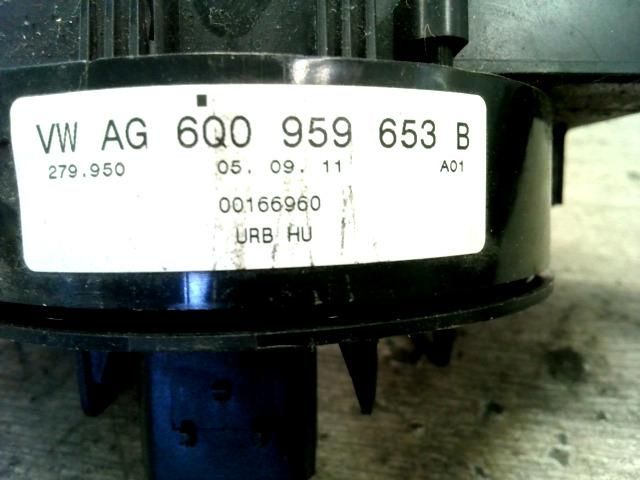 VW AG 6Q0 959 653 B
279.950 05. 09. 11 A01
00166960
URB HU